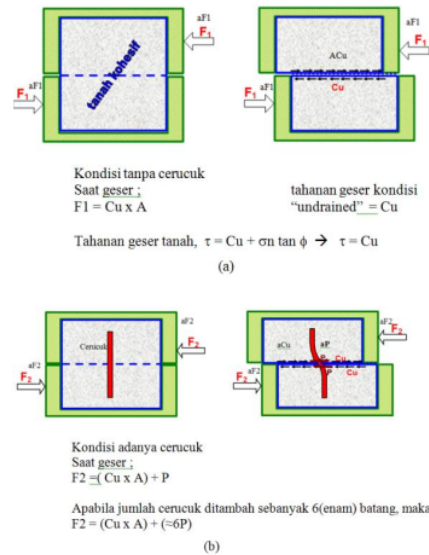 aF1
F1
tanah kohesif
F1
aF1
aF1
ACu
F1
F1
aF1
Cu
Kondisi tanpa cerucuk
Saat geser ;
F1 = Cu x A
tahanan geser kondisi
“undrained” = Cu
Tahanan geser tanah, τ = Cu + σn tan ϕ → τ = Cu
(a)
aF2
F2
Cerucuk
F2
aF2
aF2
F2
aCu
aP
P
Cu
F2
aF2
P
Cu
Kondisi adanya cerucuk
Saat geser ;
F2 =( Cu x A) + P
Apabila jumlah cerucuk ditambah sebanyak 6(enam) batang, maka
F2 = (Cu x A) + (≈6P)
(b)